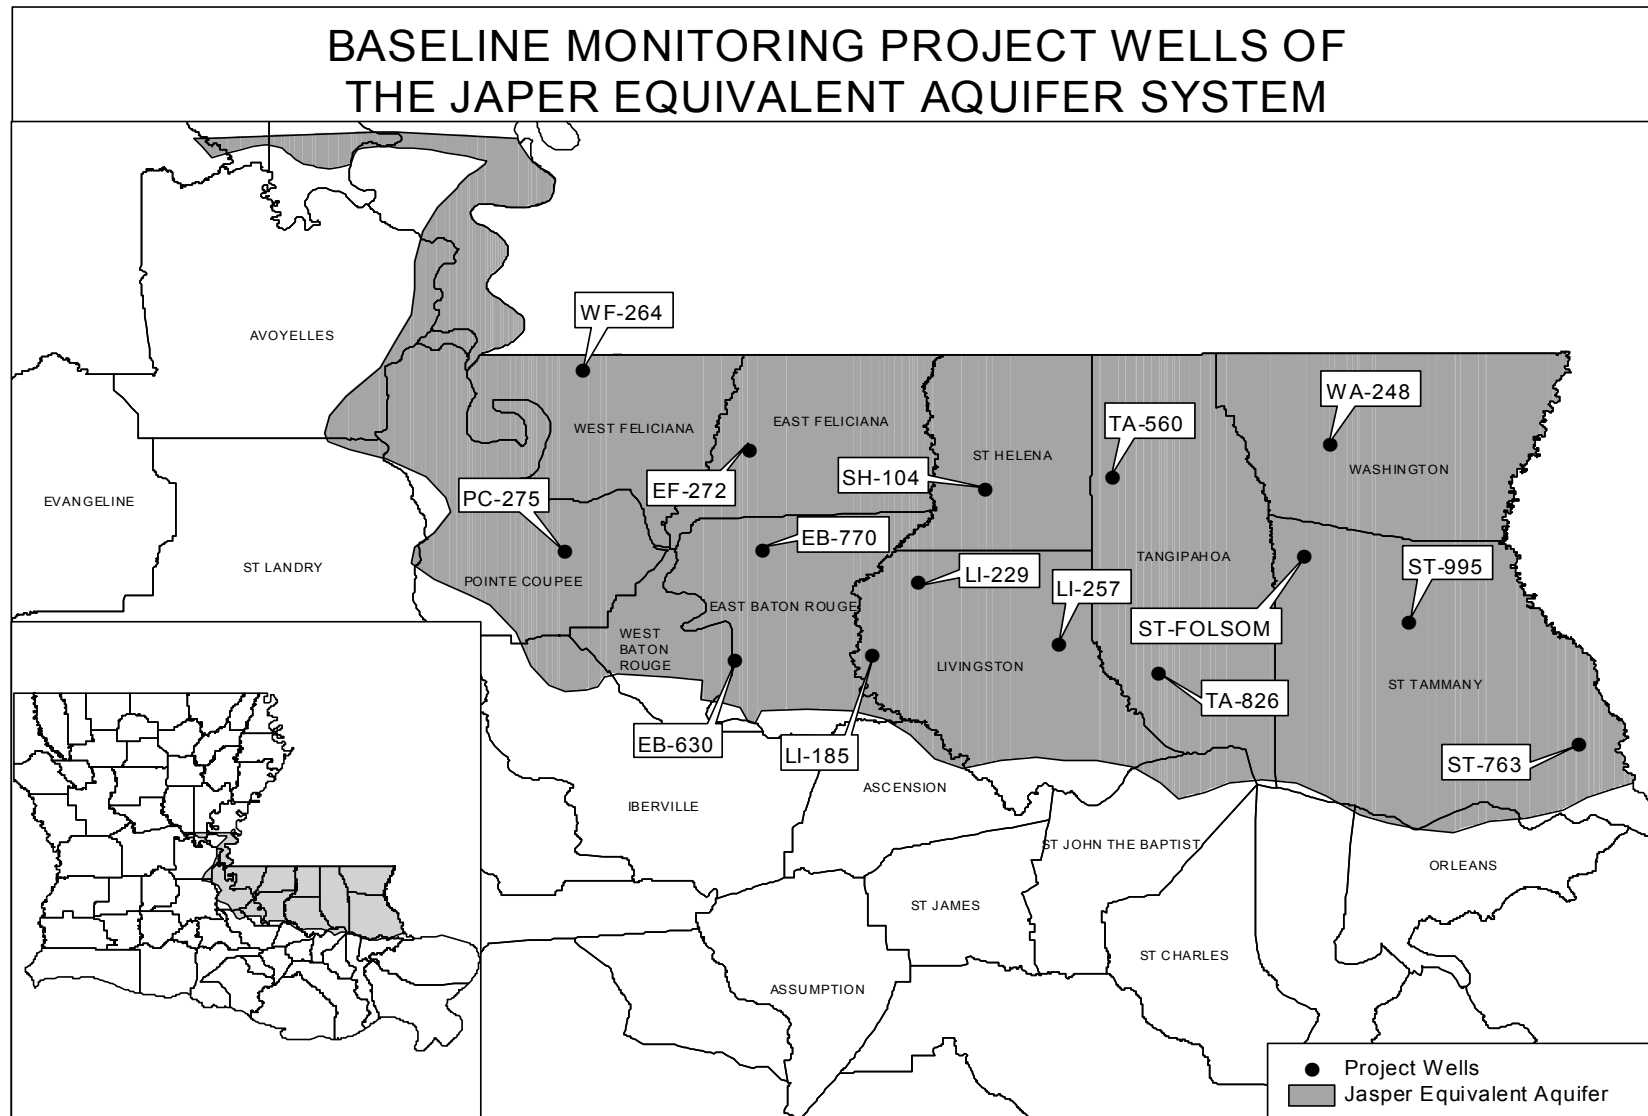 BASELINE MONITORING PROJECT WELLS OF
THE JAPER EQUIVALENT AQUIFER SYSTEM
WF-264
AVOYELLES
WA-248
TA-560
WEST FELICIANA
EAST FELICIANA
ST HELENA
WASHINGTON
EVANGELINE
PC-275
EF-272
SH-104
EB-770
TANGIPAHOA
ST LANDRY
POINTE COUPEE
LI-229
LI-257
ST-995
EAST BATON ROUGE
ST-FOLSOM
WEST
BATON
ROUGE
LIVINGSTON
ST TAMMANY
TA-826
EB-630
LI-185
ST-763
IBERVILLE
ASCENSION
ST JOHN THE BAPTIST
ORLEANS
ST JAMES
ST CHARLES
ASSUMPTION
Project Wells
Jasper Equivalent Aquifer